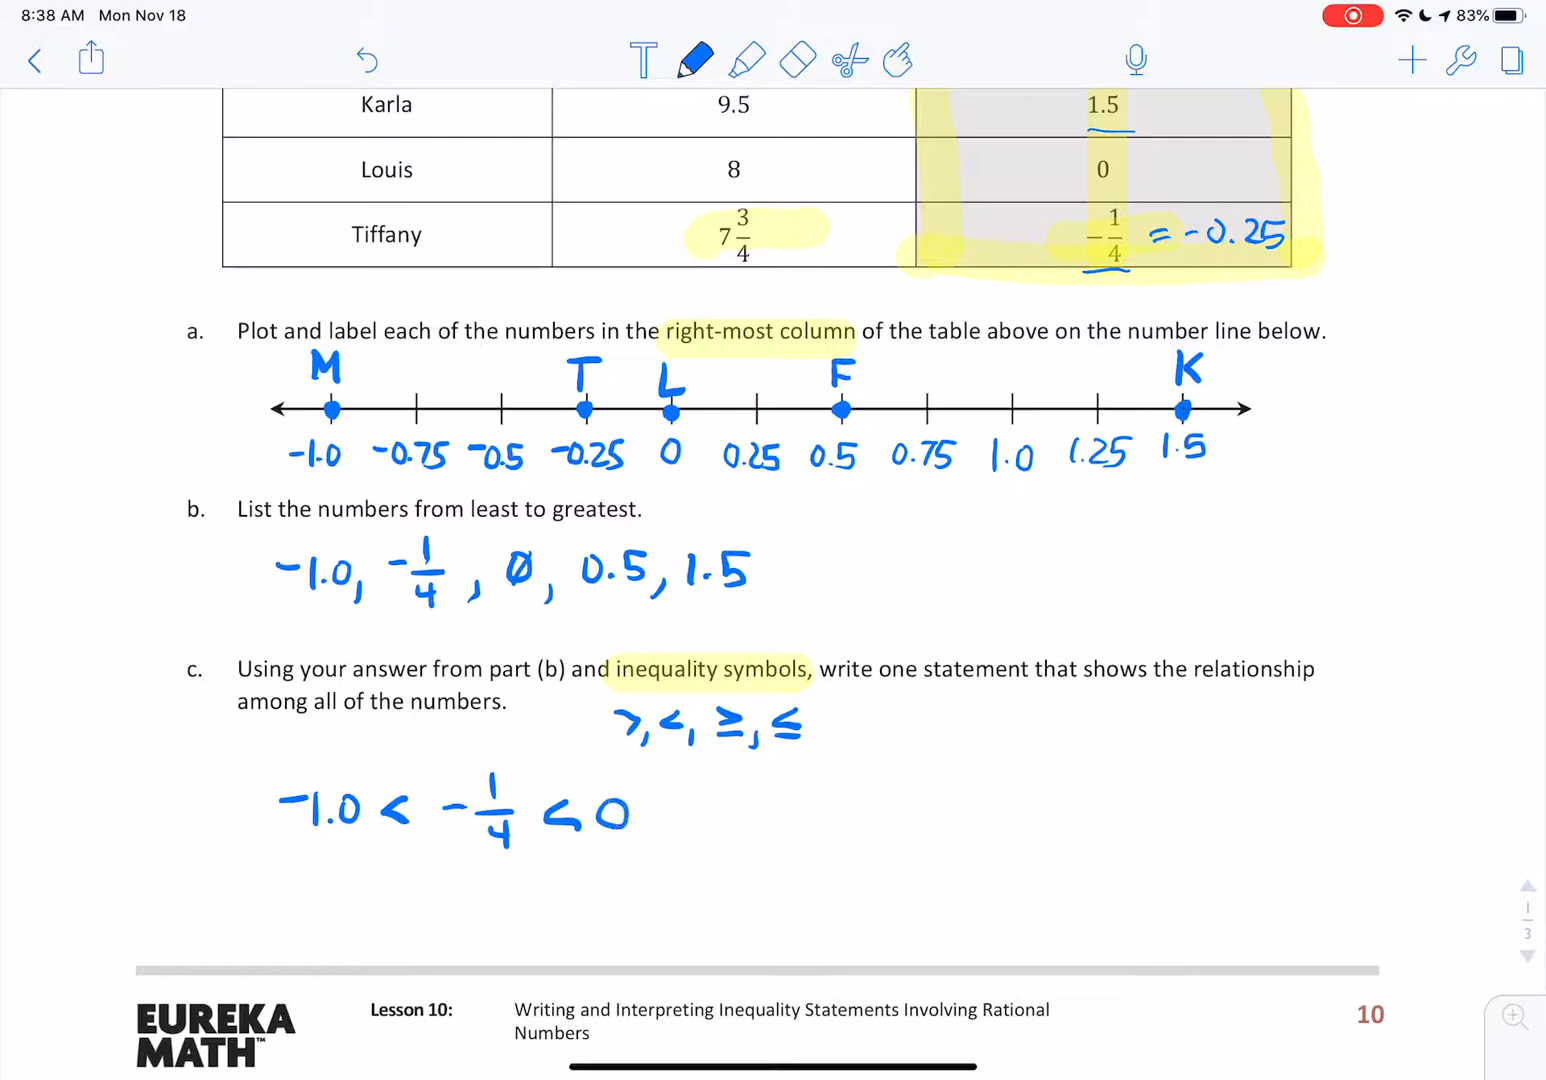 8:38 AM Mon Nov 18 83%
T
Karla 9.5 1.5
Louis 8 0
Tiffany 7 3/4 -1/4 = -0.25
a. Plot and label each of the numbers in the right-most column of the table above on the number line below.
M T L F K
-1.0 -0.75 -0.5 -0.25 0 0.25 0.5 0.75 1.0 1.25 1.5
b. List the numbers from least to greatest.
-1.0, -1/4, 0, 0.5, 1.5
c. Using your answer from part (b) and inequality symbols, write one statement that shows the relationship
among all of the numbers.
>, <, ≥, ≤
-1.0 < -1/4 < 0
1
3
EUREKA
MATH™
Lesson 10: Writing and Interpreting Inequality Statements Involving Rational
Numbers
10